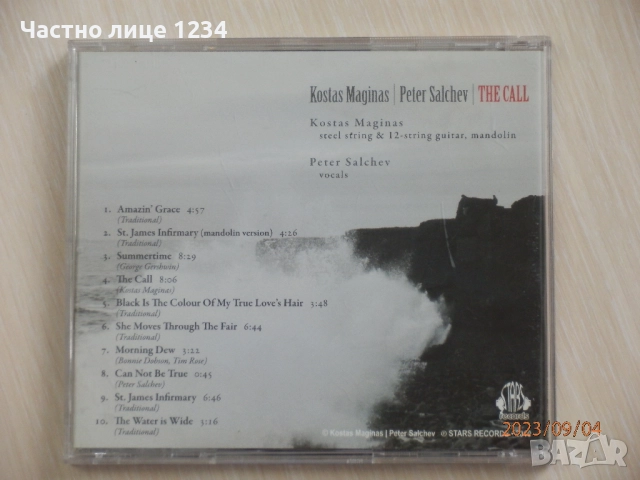 Частно лице 1234
Kostas Maginas | Peter Salchev | THE CALL
Kostas Maginas
steel string & 12-string guitar, mandolin
Peter Salchev
vocals
1. Amazin' Grace 4:57
(Traditional)
2. St. James Infirmary (mandolin version) 4:26
(Traditional)
3. Summertime 8:29
(George Gershwin)
4. The Call 8:06
(Kostas Maginas)
5. Black Is The Colour Of My True Love's Hair 3:48
(Traditional)
6. She Moves Through The Fair 6:44
(Traditional)
7. Morning Dew 3:22
(Bonnie Dobson, Tim Rose)
8. Can Not Be True 0:45
(Peter Salchev)
9. St. James Infirmary 6:46
(Traditional)
10. The Water is Wide 3:16
(Traditional)
STARS
records
© Kostas Maginas | Peter Salchev ℗ STARS RECORDS
2023/09/04
bazar